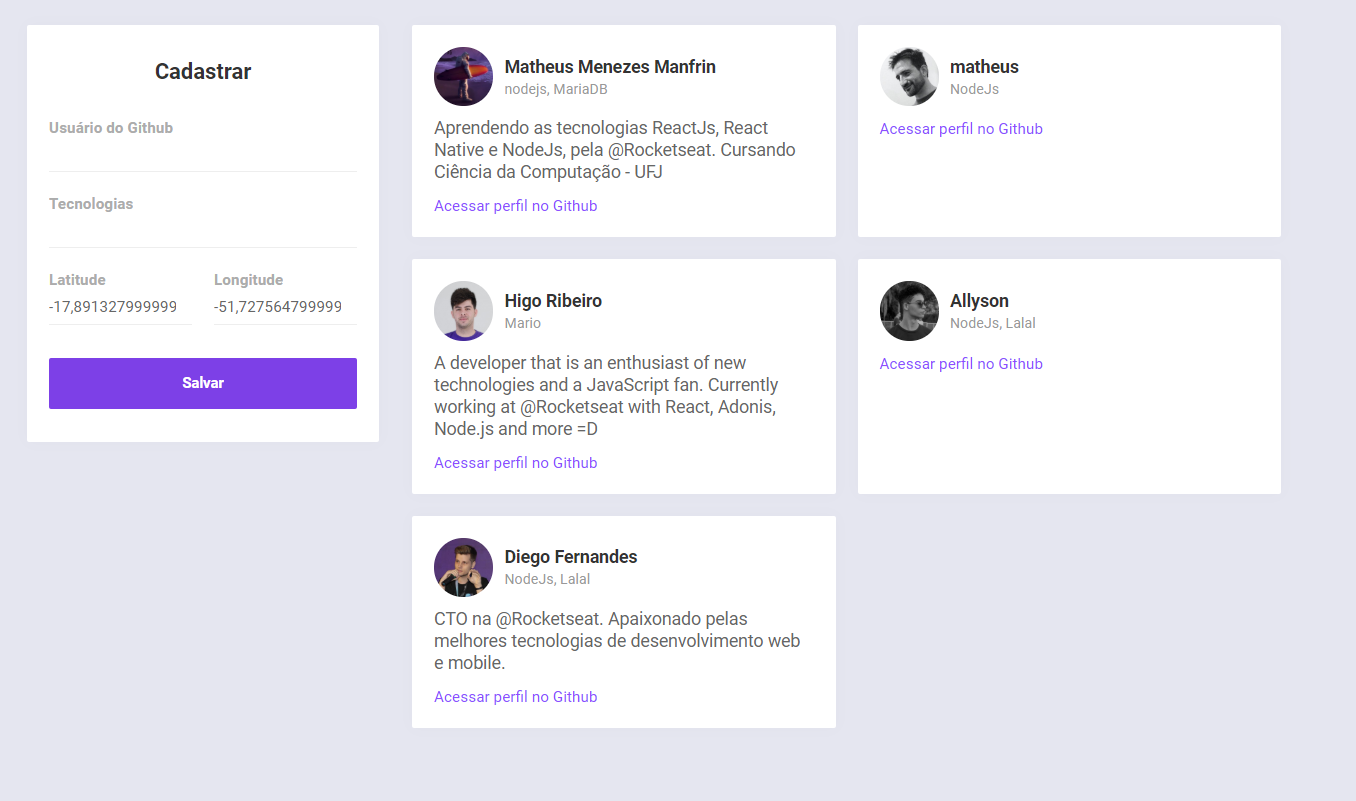 Cadastrar
Usuário do Github
Tecnologias
Latitude
Longitude
-17,891327999999
-51,727564799999
Salvar
Matheus Menezes Manfrin
nodejs, MariaDB
Aprendendo as tecnologias ReactJs, React
Native e NodeJs, pela @Rocketseat. Cursando
Ciência da Computação - UFJ
Acessar perfil no Github
matheus
NodeJs
Acessar perfil no Github
Higo Ribeiro
Mario
A developer that is an enthusiast of new
technologies and a JavaScript fan. Currently
working at @Rocketseat with React, Adonis,
Node.js and more =D
Acessar perfil no Github
Allyson
NodeJs, Lalal
Acessar perfil no Github
Diego Fernandes
NodeJs, Lalal
CTO na @Rocketseat. Apaixonado pelas
melhores tecnologias de desenvolvimento web
e mobile.
Acessar perfil no Github